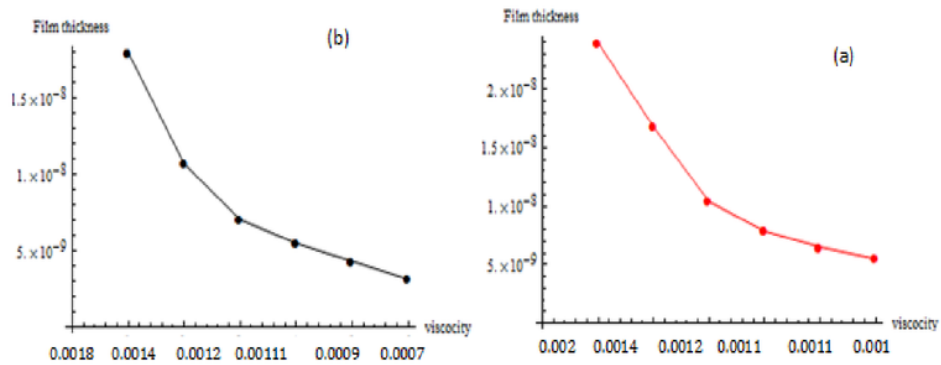 Film thickness
(b)
1.5×10⁻⁸
1.×10⁻⁸
5.×10⁻⁹
viscocity
0.0018 0.0014 0.0012 0.00111 0.0009 0.0007
Film thickness
(a)
2.×10⁻⁸
1.5×10⁻⁸
1.×10⁻⁸
5.×10⁻⁹
viscocity
0.002 0.0014 0.0012 0.0011 0.0011 0.001